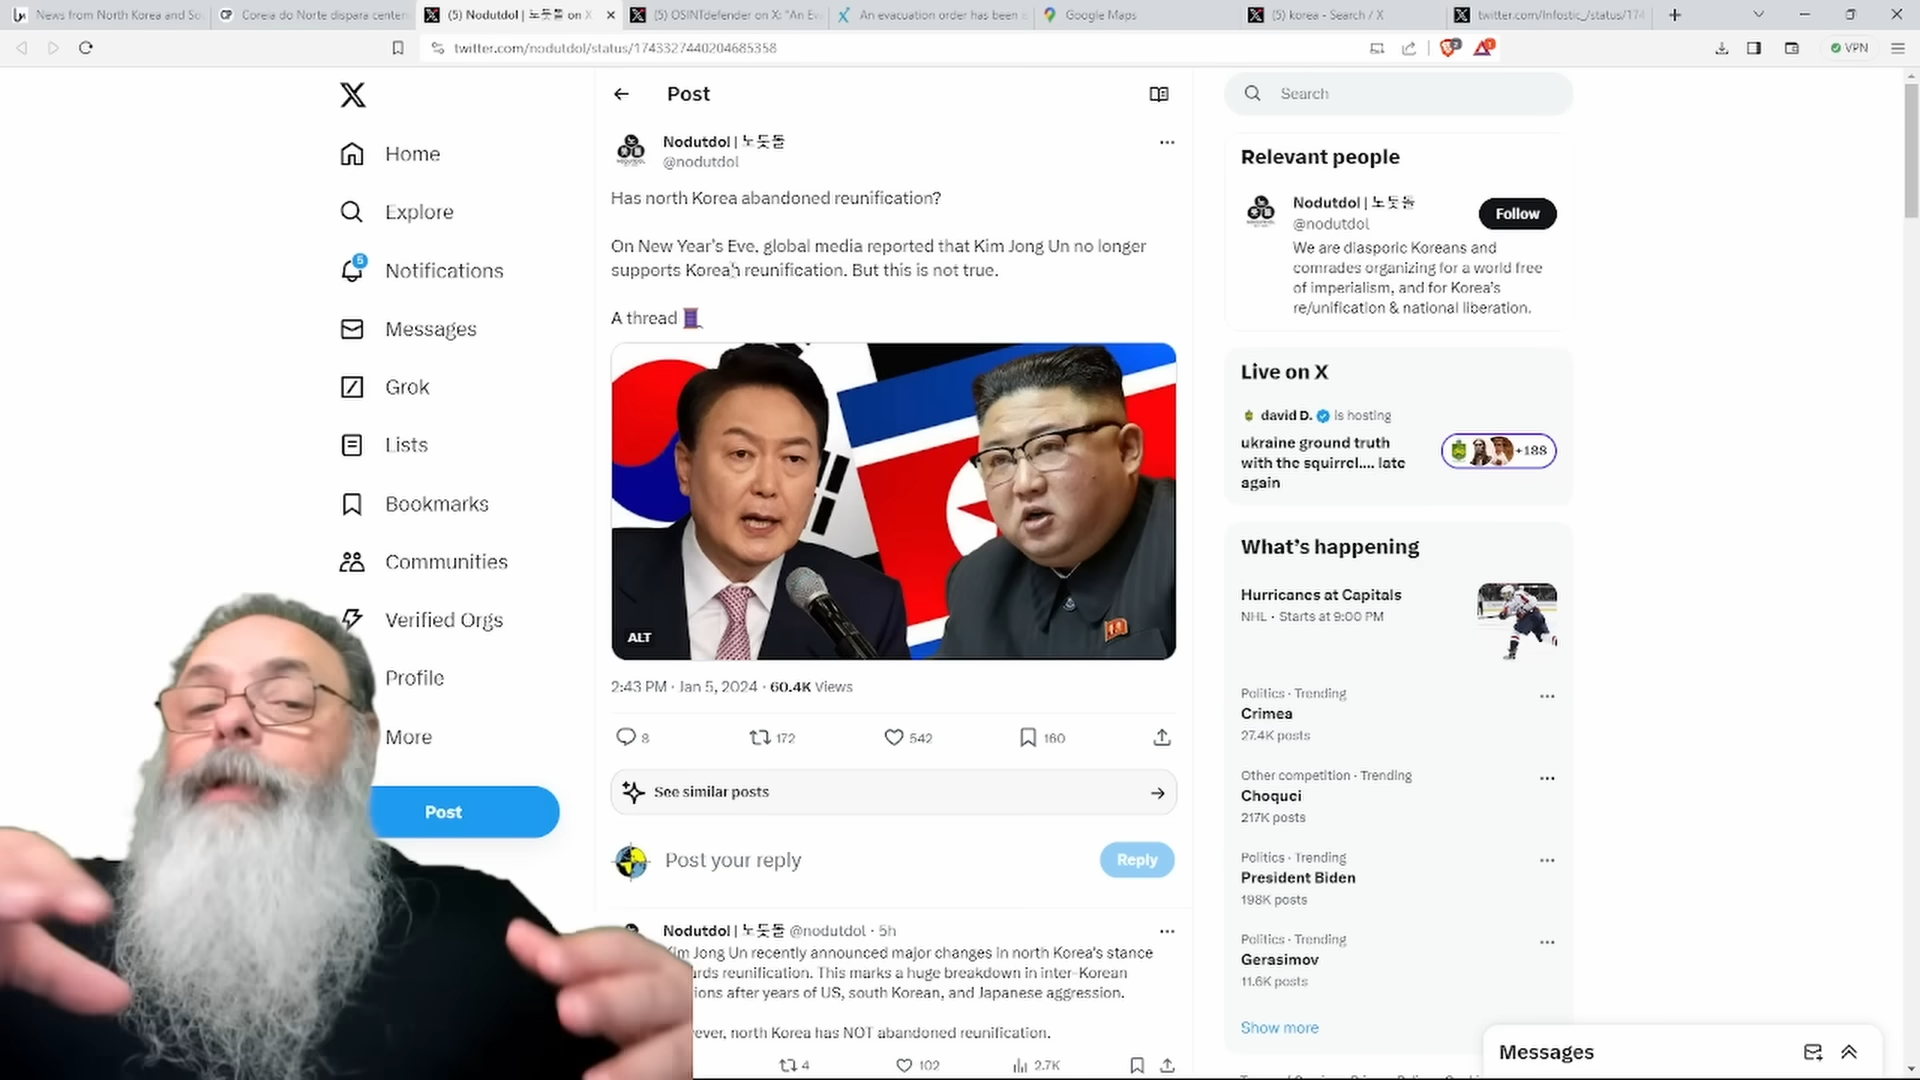 News from North Korea and So
Coreia do Norte dispara centen
(5) Nodutdol | 노둣돌 on X
(5) OSINTdefender on X: "An Ev
An evacuation order has been
Google Maps
(5) korea - Search / X
twitter.com/Infostic_/status/174
twitter.com/nodutdol/status/1743327440204685358
VPN
Home
Explore
5
Notifications
Messages
Grok
Lists
Bookmarks
Communities
Verified Orgs
Profile
More
Post
Post
Nodutdol | 노둣돌
@nodutdol
Has north Korea abandoned reunification?
On New Year's Eve, global media reported that Kim Jong Un no longer
supports Korean reunification. But this is not true.
A thread
ALT
2:43 PM · Jan 5, 2024 · 60.4K Views
8
172
542
160
See similar posts
Post your reply
Reply
Nodutdol | 노둣돌 @nodutdol · 5h
Kim Jong Un recently announced major changes in north Korea's stance
ards reunification. This marks a huge breakdown in inter-Korean
ions after years of US, south Korean, and Japanese aggression.
ever, north Korea has NOT abandoned reunification.
4
102
2.7K
Search
Relevant people
Nodutdol | 노둣돌
@nodutdol
Follow
We are diasporic Koreans and
comrades organizing for a world free
of imperialism, and for Korea's
re/unification & national liberation.
Live on X
david D. is hosting
ukraine ground truth
with the squirrel.... late
again
+188
What's happening
Hurricanes at Capitals
NHL · Starts at 9:00 PM
Politics · Trending
Crimea
27.4K posts
Other competition · Trending
Choquei
217K posts
Politics · Trending
President Biden
198K posts
Politics · Trending
Gerasimov
11.6K posts
Show more
Messages